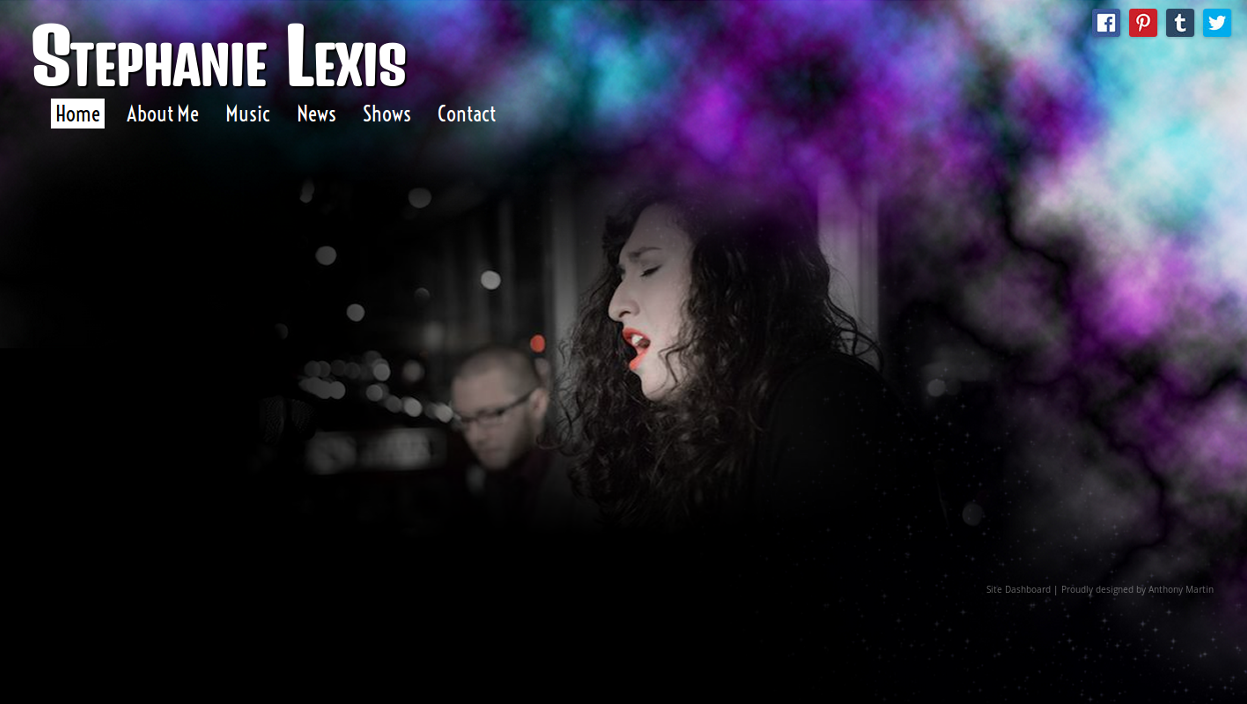 Stephanie Lexis
Home About Me Music News Shows Contact
Site Dashboard | Proudly designed by Anthony Martin